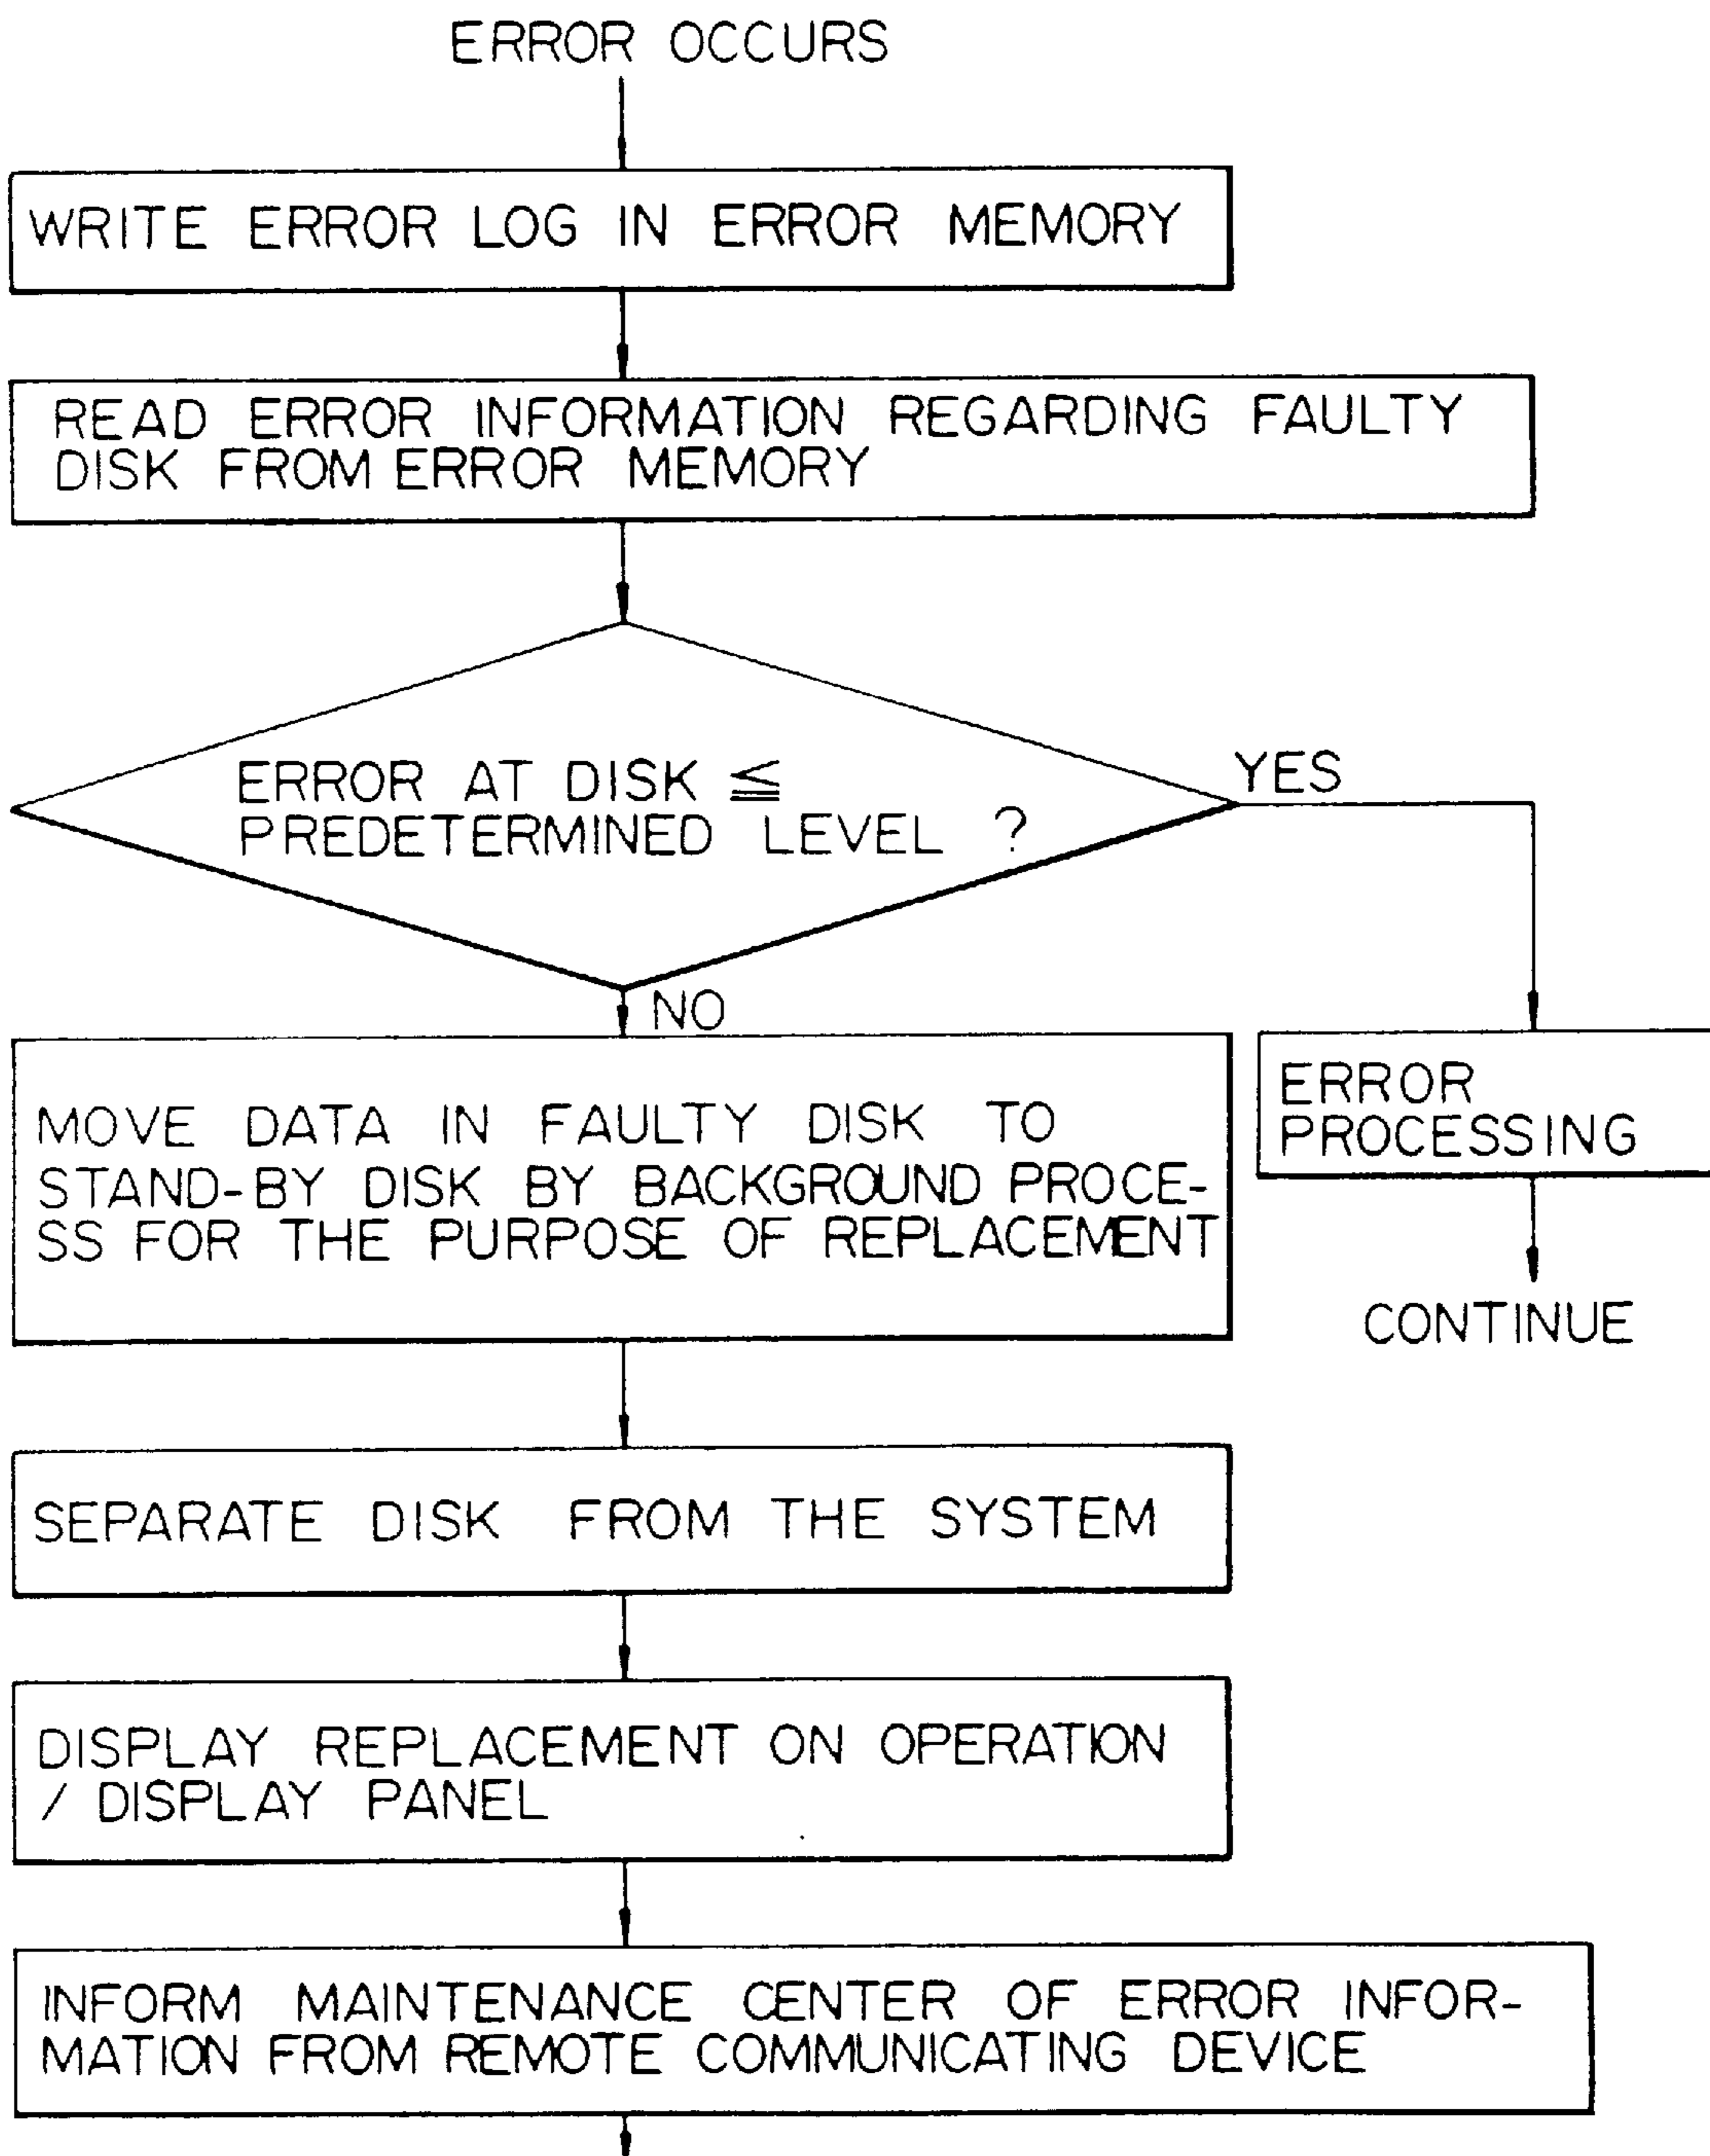 ERROR OCCURS
WRITE ERROR LOG IN ERROR MEMORY
READ ERROR INFORMATION REGARDING FAULTY
DISK FROM ERROR MEMORY
ERROR AT DISK ≦
PREDETERMINED LEVEL ?
YES
NO
MOVE DATA IN FAULTY DISK TO
STAND-BY DISK BY BACKGROUND PROCE-
SS FOR THE PURPOSE OF REPLACEMENT
ERROR
PROCESSING
CONTINUE
SEPARATE DISK FROM THE SYSTEM
DISPLAY REPLACEMENT ON OPERATION
/ DISPLAY PANEL
INFORM MAINTENANCE CENTER OF ERROR INFOR-
MATION FROM REMOTE COMMUNICATING DEVICE